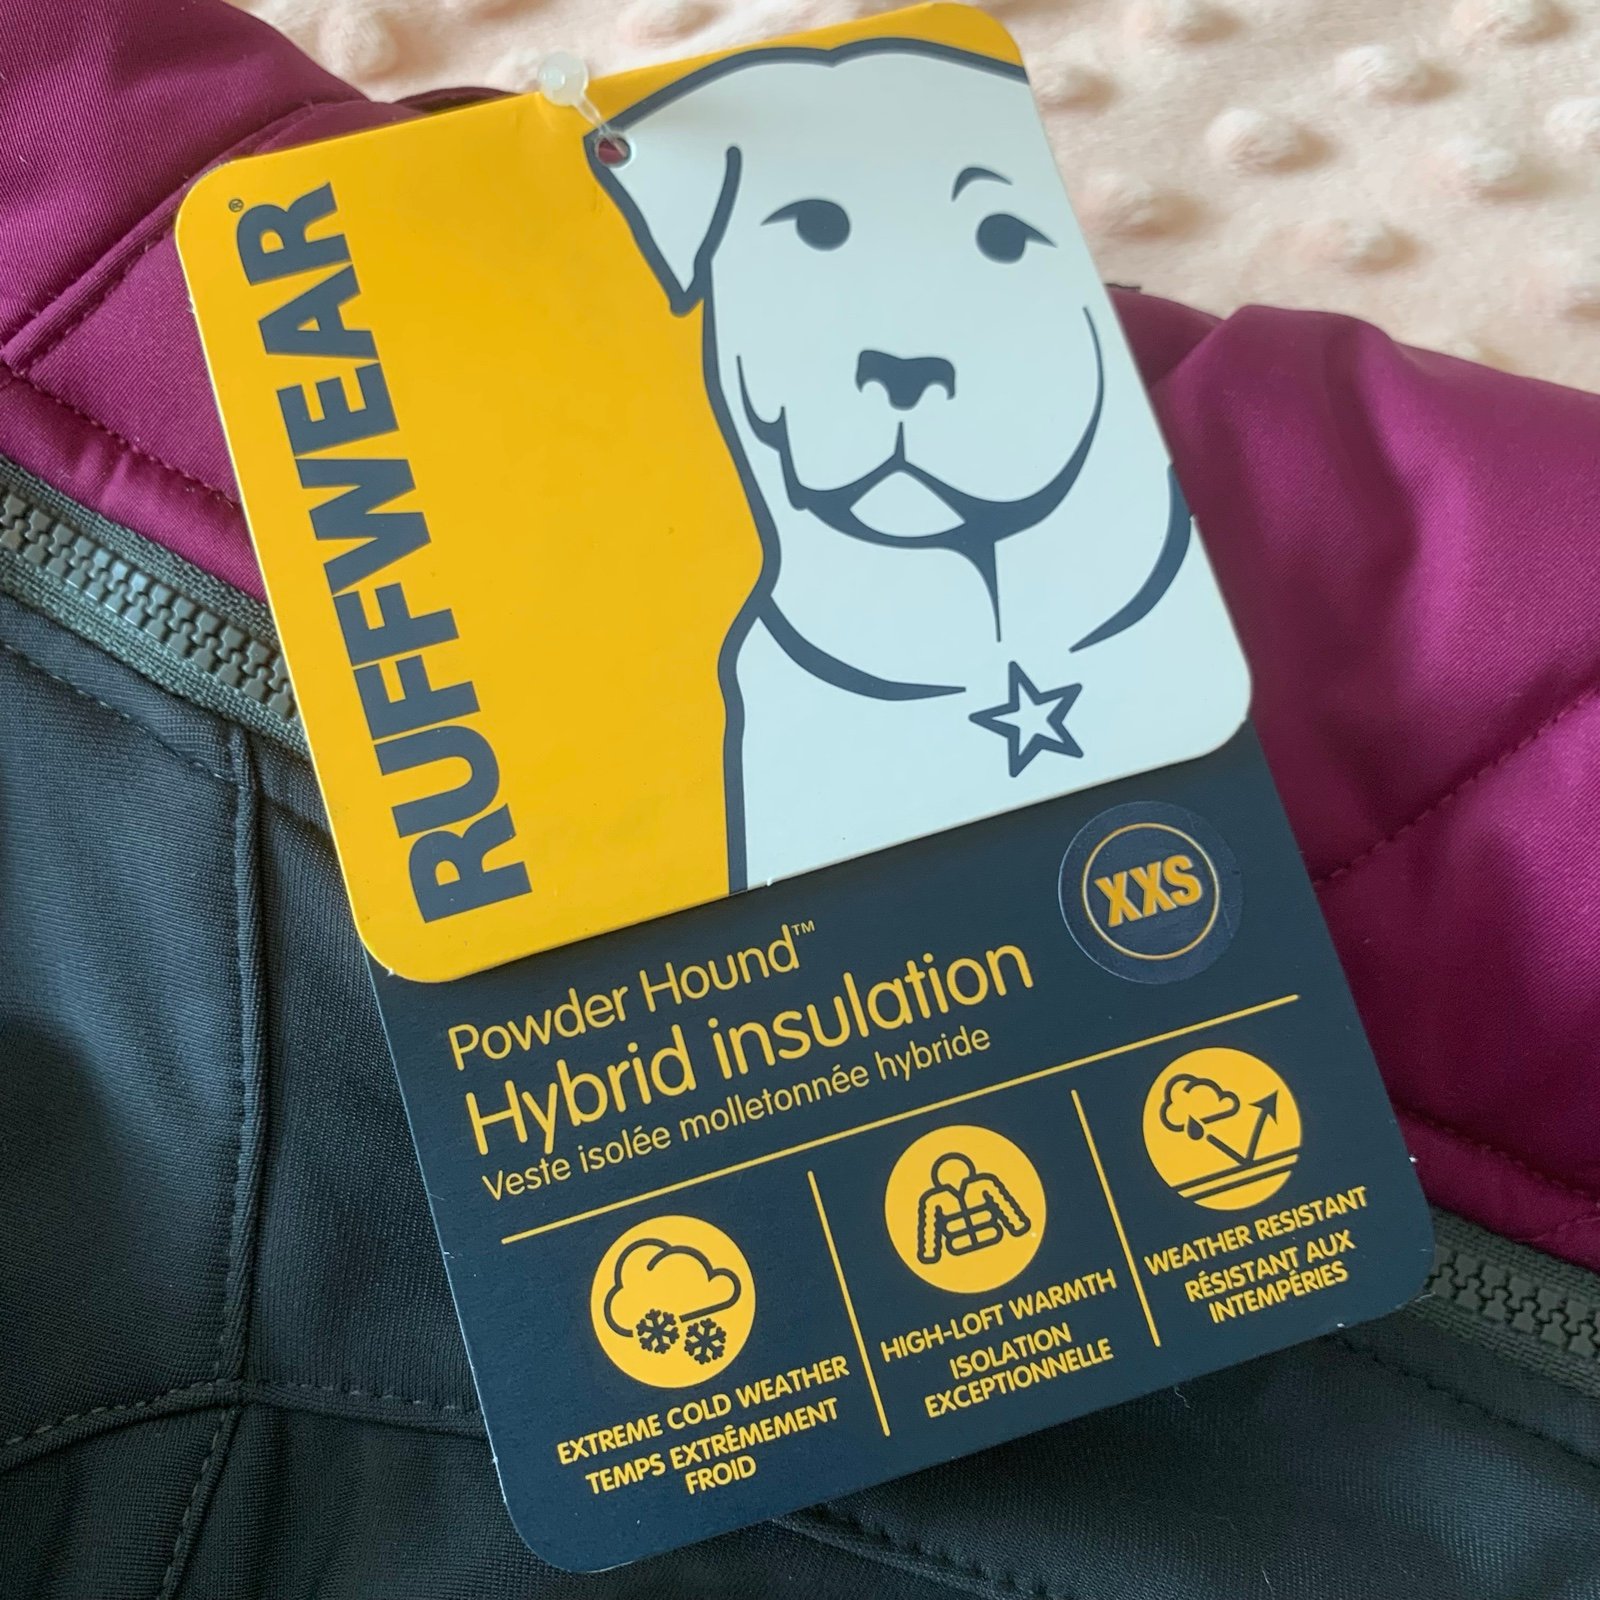 RUFFWEAR®
XXS
Powder Hound™
Hybrid insulation
Veste isolée molletonnée hybride
EXTREME COLD WEATHER
TEMPS EXTRÊMEMENT
FROID
HIGH-LOFT WARMTH
ISOLATION
EXCEPTIONNELLE
WEATHER RESISTANT
RÉSISTANT AUX
INTEMPÉRIES